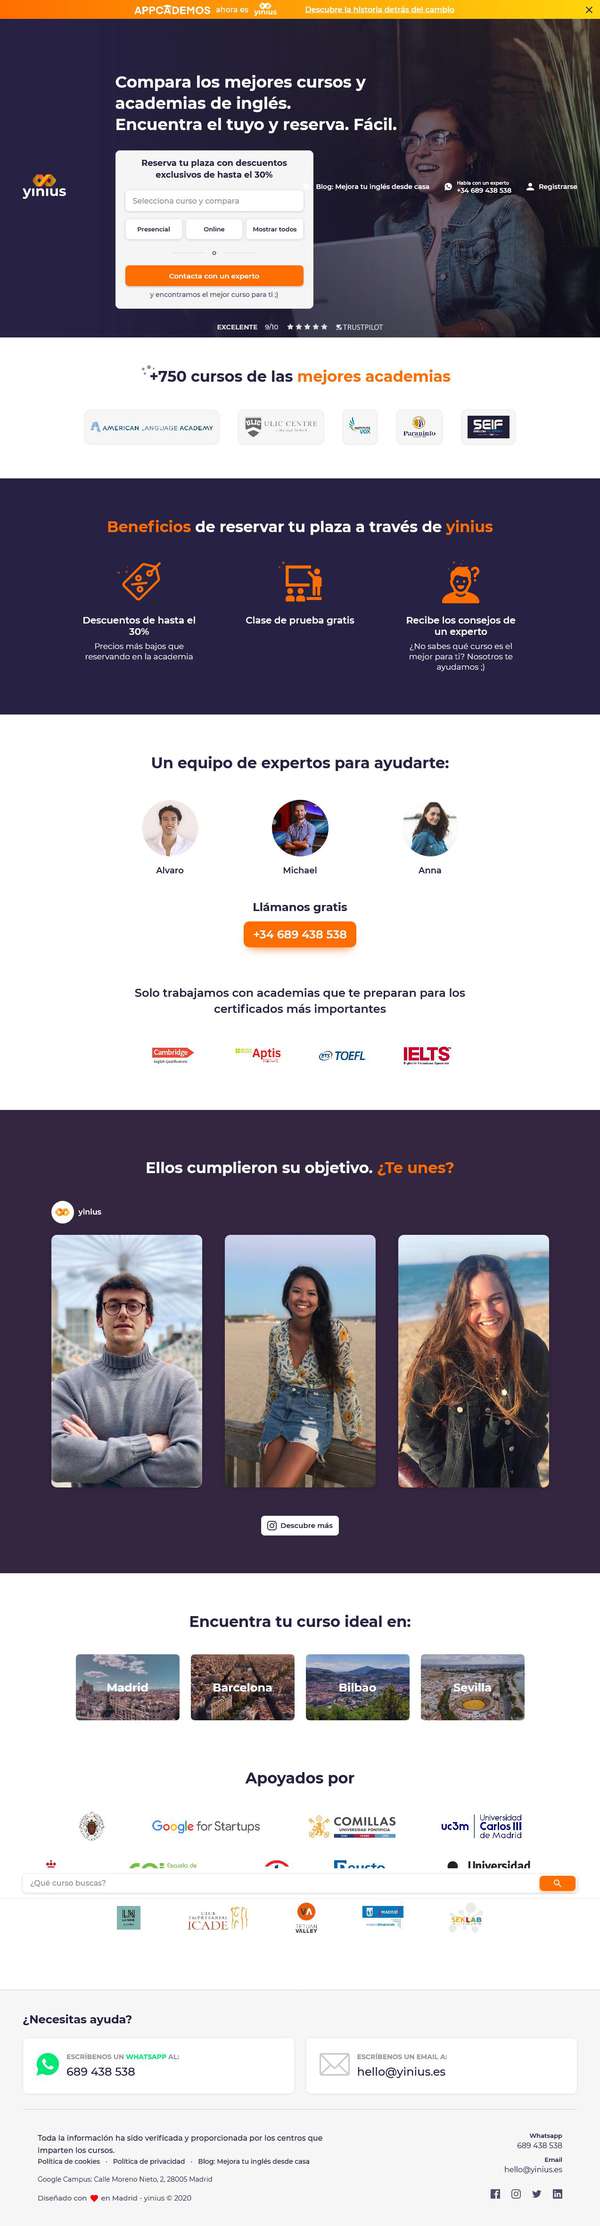 APPCADEMOS ahora es yinius Descubre la historia detrás del cambio
Compara los mejores cursos y
academias de inglés.
Encuentra el tuyo y reserva. Fácil.
yinius
Reserva tu plaza con descuentos
exclusivos de hasta el 30%
Selecciona curso y compara
Presencial Online Mostrar todos
o
Contacta con un experto
y encontramos el mejor curso para ti ;)
Blog: Mejora tu inglés desde casa
Habla con un experto
+34 689 438 538
Registrarse
EXCELENTE 9/10 TRUSTPILOT
+750 cursos de las mejores academias
AMERICAN LANGUAGE ACADEMY
ULIC ULIC CENTRE
VOX
Paraninfo
SEIF
Beneficios de reservar tu plaza a través de yinius
Descuentos de hasta el
30%
Precios más bajos que
reservando en la academia
Clase de prueba gratis
Recibe los consejos de
un experto
¿No sabes qué curso es el
mejor para ti? Nosotros te
ayudamos ;)
Un equipo de expertos para ayudarte:
Alvaro Michael Anna
Llámanos gratis
+34 689 438 538
Solo trabajamos con academias que te preparan para los
certificados más importantes
Cambridge
English Qualifications
Aptis
ETS TOEFL
IELTS
Ellos cumplieron su objetivo. ¿Te unes?
yinius
Descubre más
Encuentra tu curso ideal en:
Madrid Barcelona Bilbao Sevilla
Apoyados por
Google for Startups
COMILLAS
UNIVERSIDAD PONTIFICIA
uc3m Universidad
Carlos III
de Madrid
Escuela de
Deusto
Universidad
¿Qué curso buscas?
CLUB
EMPRESARIAL
ICADE
TETUAN
VALLEY
MADRID
SEK LAB
¿Necesitas ayuda?
ESCRÍBENOS UN WHATSAPP AL:
689 438 538
ESCRÍBENOS UN EMAIL A:
hello@yinius.es
Toda la información ha sido verificada y proporcionada por los centros que
imparten los cursos.
Política de cookies · Política de privacidad · Blog: Mejora tu inglés desde casa
Google Campus: Calle Moreno Nieto, 2, 28005 Madrid
Diseñado con en Madrid - yinius © 2020
Whatsapp
689 438 538
Email
hello@yinius.es